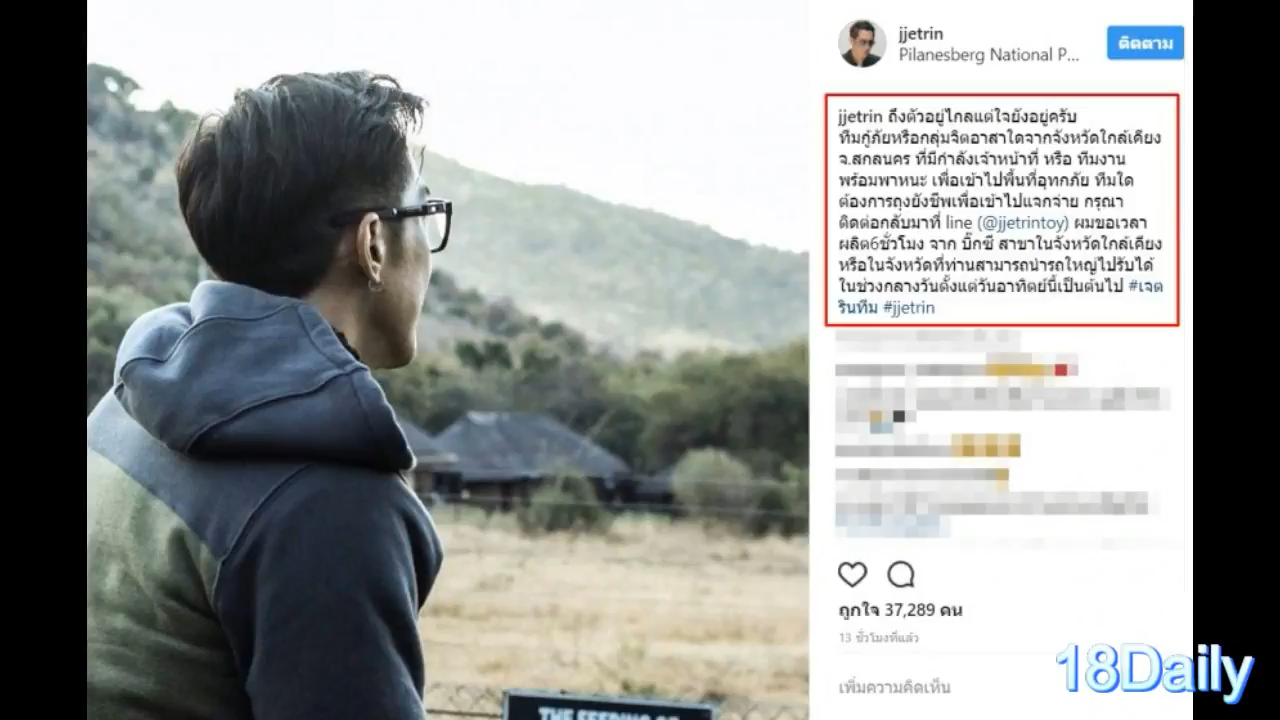 jjetrin
Pilanesberg National P...
ติดตาม
jjetrin ถึงตัวอยู่ไกลแต่ใจยังอยู่ครับ
ทีมกู้ภัยหรือกลุ่มจิตอาสาใดจากจังหวัดใกล้เคียง
จ.สกลนคร ที่มีกำลังเจ้าหน้าที่ หรือ ทีมงาน
พร้อมพาหนะ เพื่อเข้าไปพื้นที่อุทกภัย ทีมใด
ต้องการถุงยังชีพเพื่อเข้าไปแจกจ่าย กรุณา
ติดต่อกลับมาที่ line (@jjetrintoy) ผมขอเวลา
ผลิต6ชั่วโมง จาก บิ๊กซี สาขาในจังหวัดใกล้เคียง
หรือในจังหวัดที่ท่านสามารถนำรถใหญ่ไปรับได้
ในช่วงกลางวันตั้งแต่วันอาทิตย์นี้เป็นต้นไป #เจต
รินทีม #jjetrin
ถูกใจ 37,289 คน
13 ชั่วโมงที่แล้ว
เพิ่มความคิดเห็น
18Daily
THE FEEDING OF